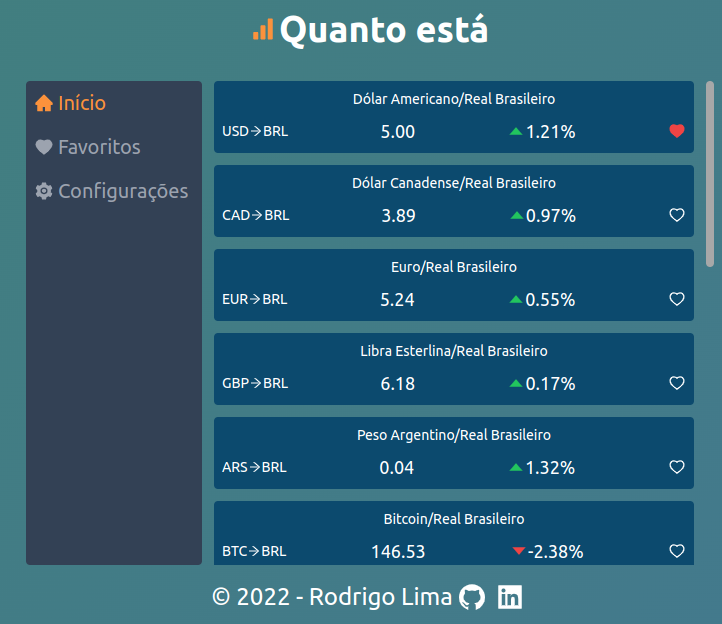 Quanto está
Início
Favoritos
Configurações
Dólar Americano/Real Brasileiro
USD→BRL 5.00 1.21%
Dólar Canadense/Real Brasileiro
CAD→BRL 3.89 0.97%
Euro/Real Brasileiro
EUR→BRL 5.24 0.55%
Libra Esterlina/Real Brasileiro
GBP→BRL 6.18 0.17%
Peso Argentino/Real Brasileiro
ARS→BRL 0.04 1.32%
Bitcoin/Real Brasileiro
BTC→BRL 146.53 -2.38%
© 2022 - Rodrigo Lima in